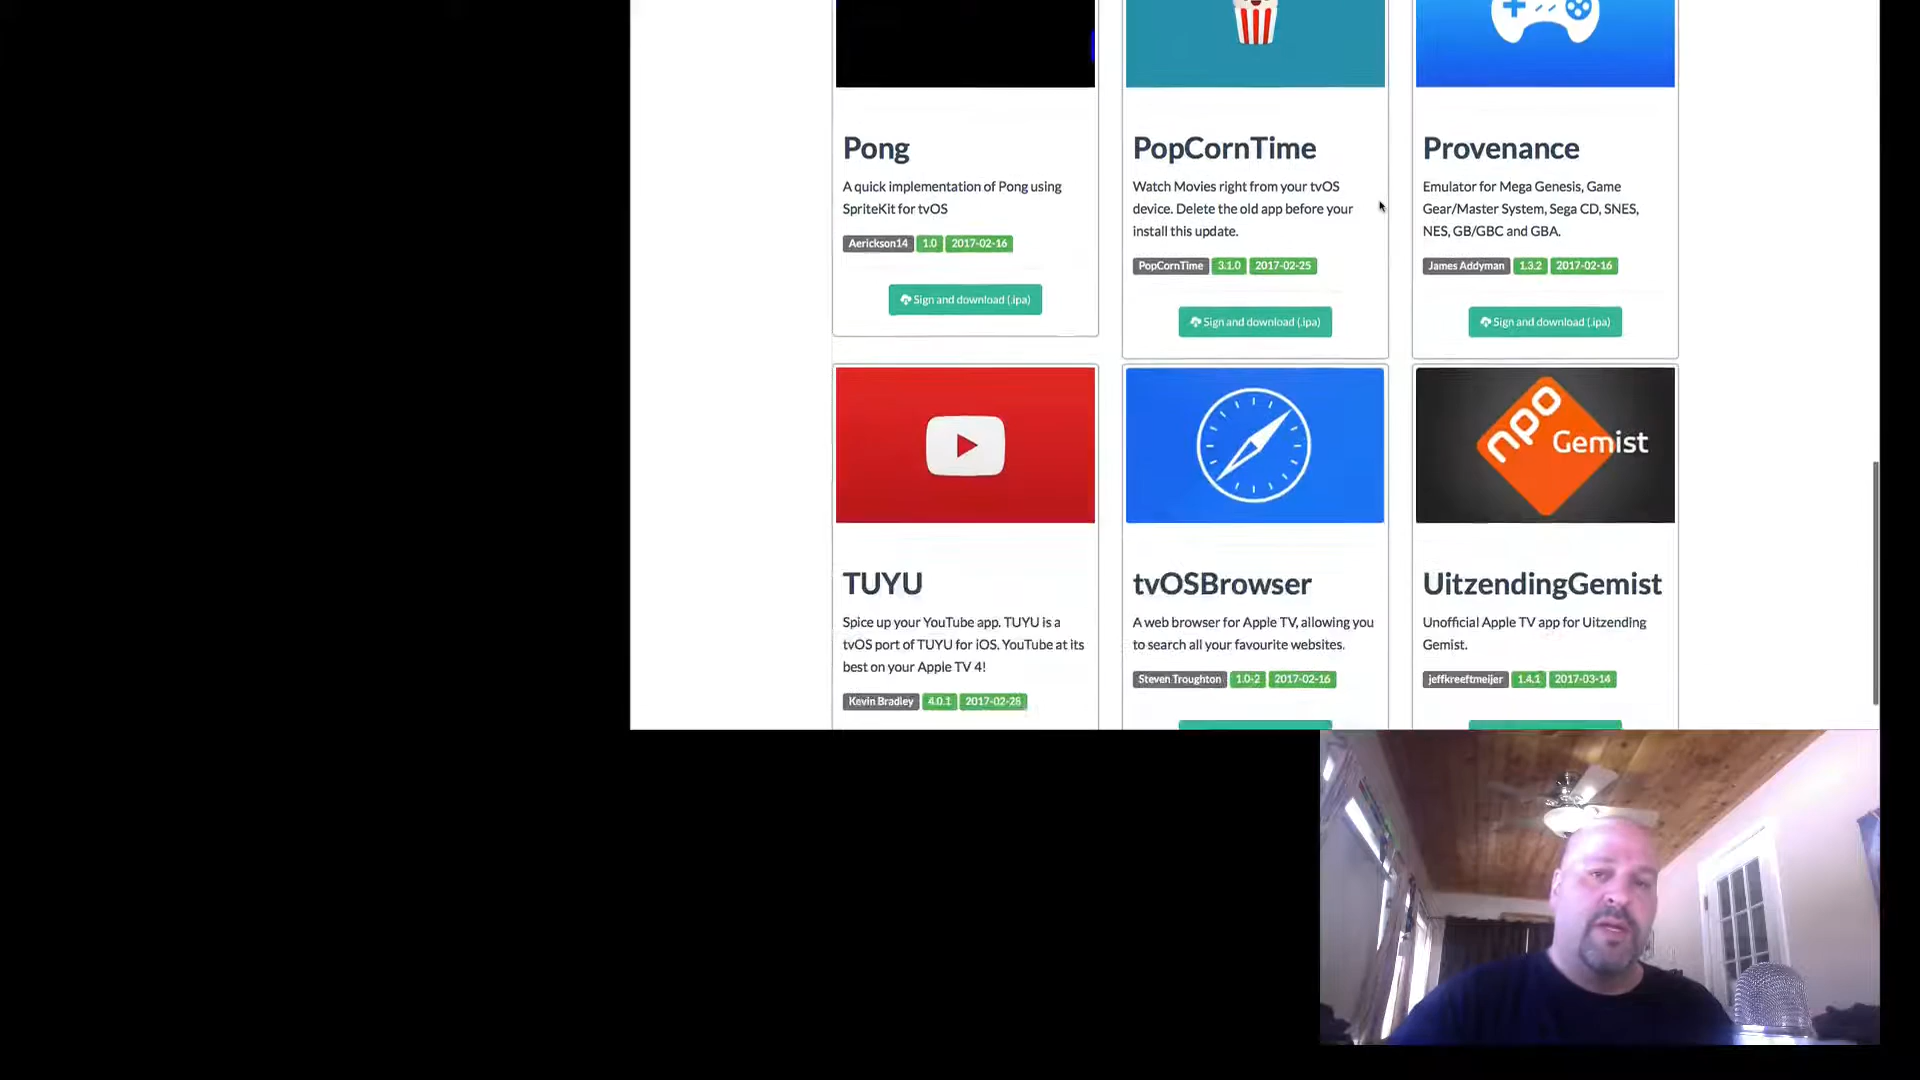 Pong
A quick implementation of Pong using
SpriteKit for tvOS
Aerickson14 1.0 2017-02-16
Sign and download (.ipa)
PopCornTime
Watch Movies right from your tvOS
device. Delete the old app before your
install this update.
PopCornTime 3.1.0 2017-02-25
Sign and download (.ipa)
Provenance
Emulator for Mega Genesis, Game
Gear/Master System, Sega CD, SNES,
NES, GB/GBC and GBA.
James Addyman 1.3.2 2017-02-16
Sign and download (.ipa)
TUYU
Spice up your YouTube app. TUYU is a
tvOS port of TUYU for iOS. YouTube at its
best on your Apple TV 4!
Kevin Bradley 4.0.1 2017-02-26
tvOSBrowser
A web browser for Apple TV, allowing you
to search all your favourite websites.
Steven Troughton 1.0-2 2017-02-16
npo
Gemist
UitzendingGemist
Unofficial Apple TV app for Uitzending
Gemist.
jeffkreeftmeijer 1.4.1 2017-03-14